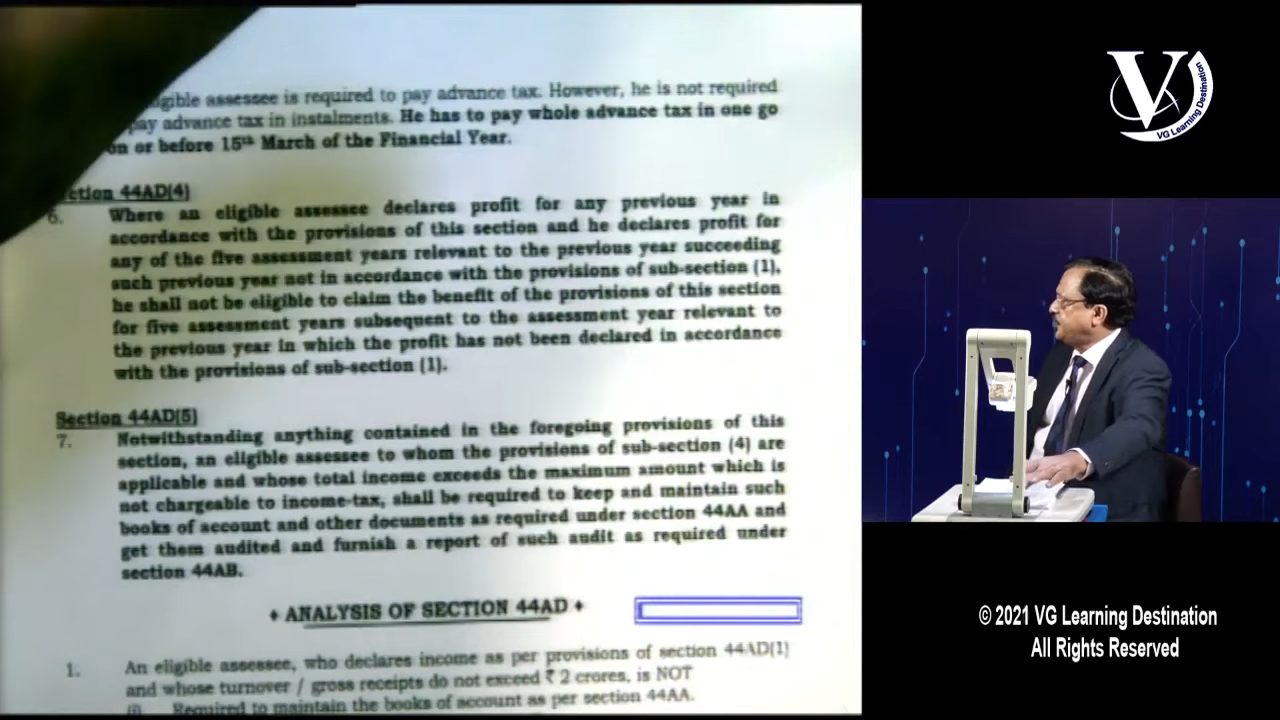 gible assessee is required to pay advance tax. However, he is not required
pay advance tax in instalments. He has to pay whole advance tax in one go
on or before 15th March of the Financial Year.
ction 44AD(4)
6. Where an eligible assessee declares profit for any previous year in
accordance with the provisions of this section and he declares profit for
any of the five assessment years relevant to the previous year succeeding
such previous year not in accordance with the provisions of sub-section (1),
he shall not be eligible to claim the benefit of the provisions of this section
for five assessment years subsequent to the assessment year relevant to
the previous year in which the profit has not been declared in accordance
with the provisions of sub-section (1).
Section 44AD(5)
7. Notwithstanding anything contained in the foregoing provisions of this
section, an eligible assessee to whom the provisions of sub-section (4) are
applicable and whose total income exceeds the maximum amount which is
not chargeable to income-tax, shall be required to keep and maintain such
books of account and other documents as required under section 44AA and
get them audited and furnish a report of such audit as required under
section 44AB.
♦ ANALYSIS OF SECTION 44AD ♦
1. An eligible assessee, who declares income as per provisions of section 44AD(1)
and whose turnover / gross receipts do not exceed ₹ 2 crores, is NOT
(i) Required to maintain the books of account as per section 44AA.
V
VG Learning Destination
© 2021 VG Learning Destination
All Rights Reserved